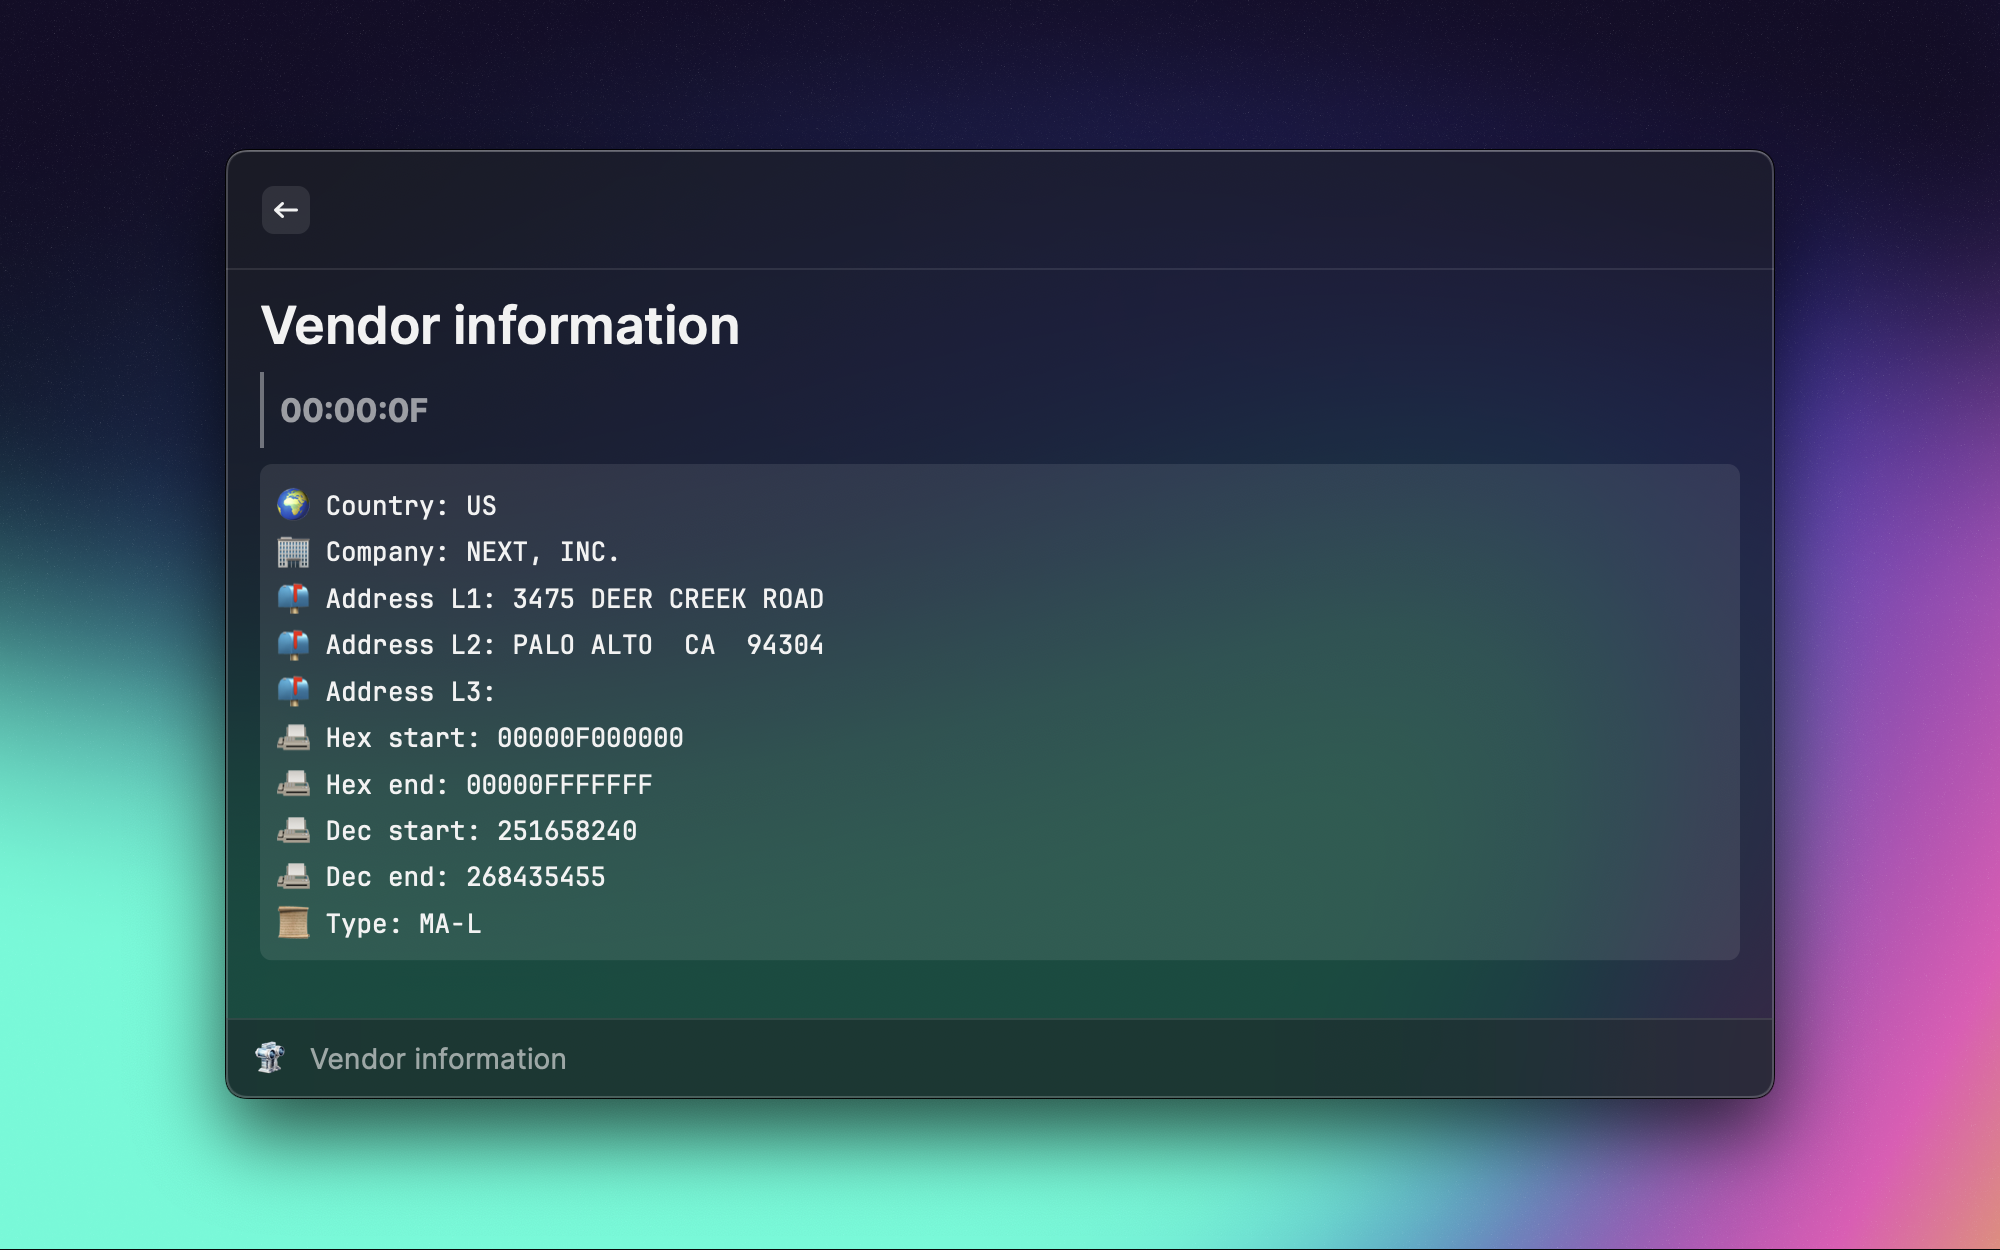 Vendor information
00:00:0F
Country: US
Company: NEXT, INC.
Address L1: 3475 DEER CREEK ROAD
Address L2: PALO ALTO  CA  94304
Address L3:
Hex start: 00000F000000
Hex end: 00000FFFFFFF
Dec start: 251658240
Dec end: 268435455
Type: MA-L
Vendor information